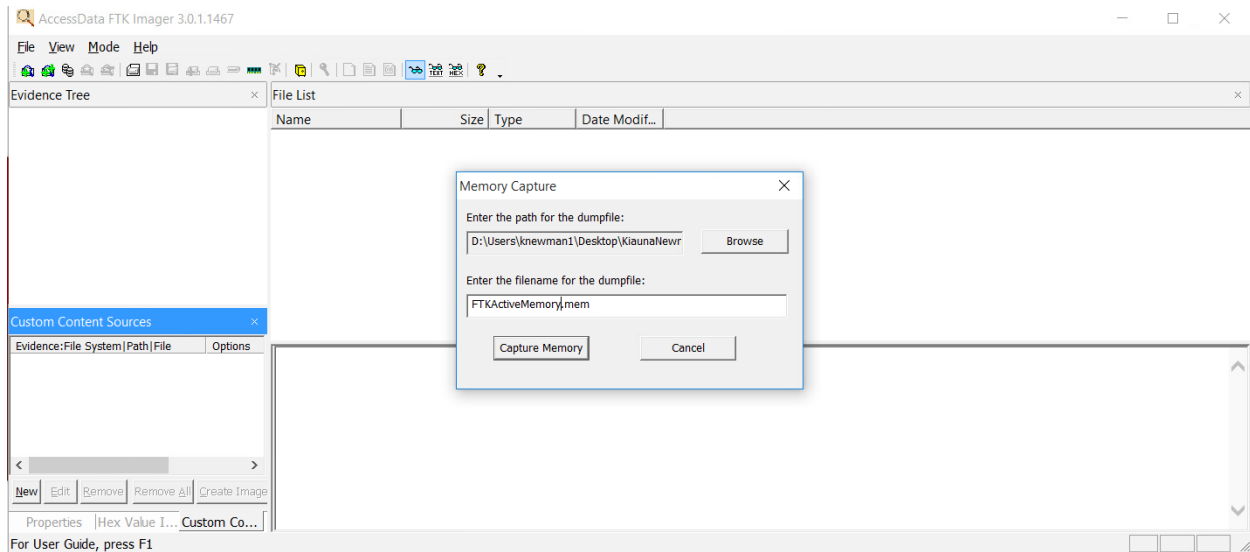 AccessData FTK Imager 3.0.1.1467
File View Mode Help
Evidence Tree
File List
Name Size Type Date Modif...
Memory Capture
Enter the path for the dumpfile:
D:\Users\knewman1\Desktop\KiaunaNewr Browse
Enter the filename for the dumpfile:
FTKActiveMemory.mem
Capture Memory Cancel
Custom Content Sources
Evidence:File System|Path|File Options
New Edit Remove Remove All Create Image
Properties Hex Value I... Custom Co...
For User Guide, press F1